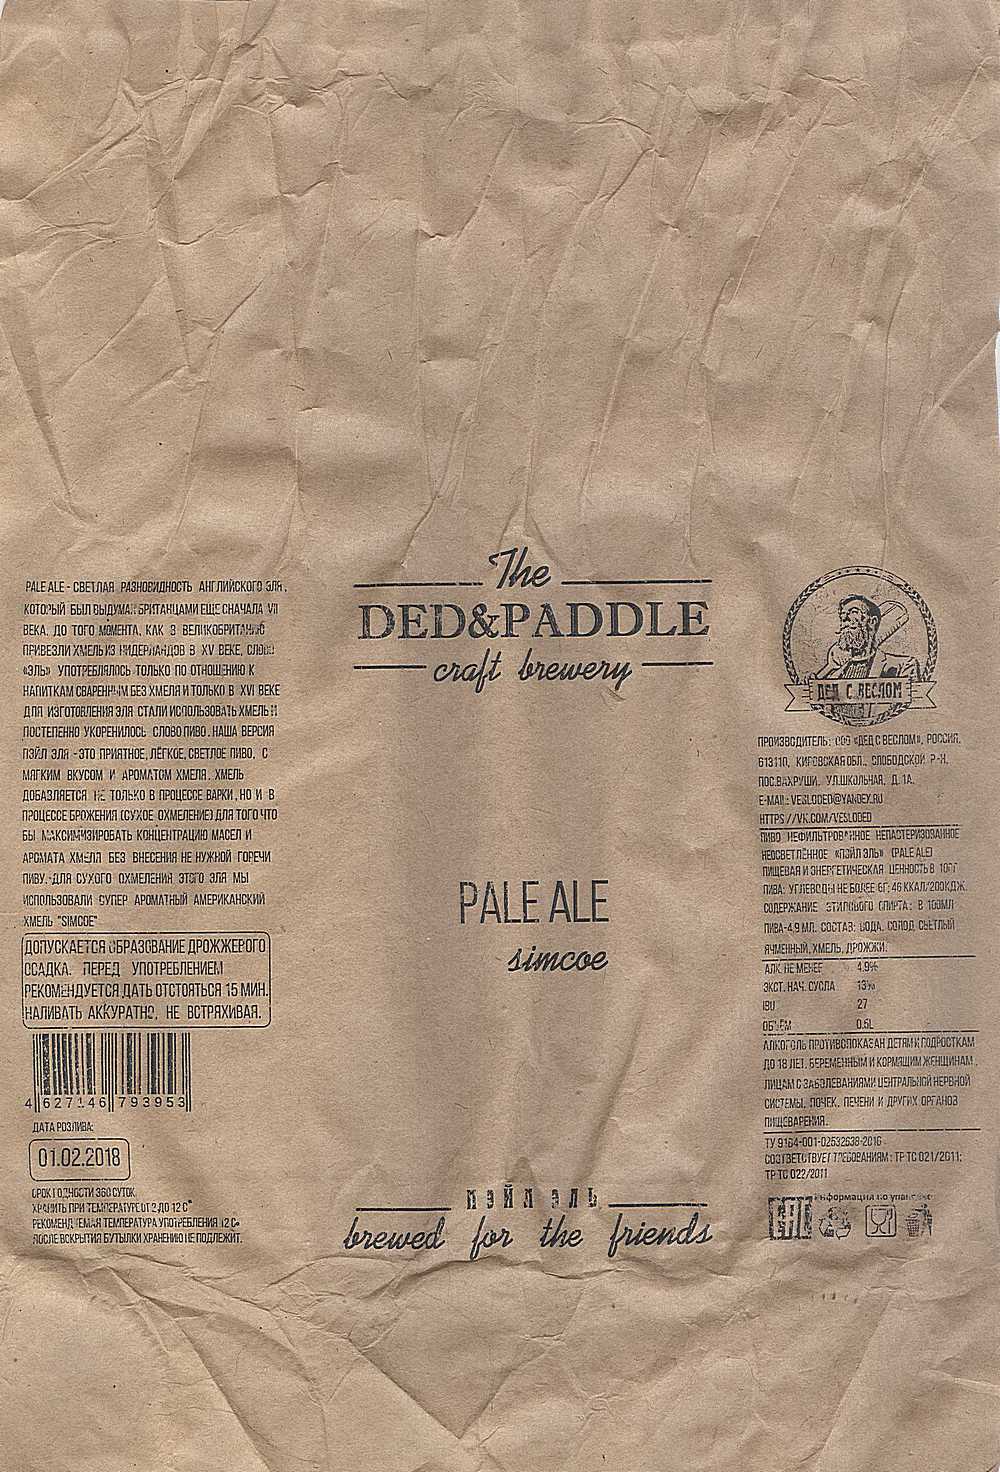 The
DED&PADDLE
craft brewery
PALE ALE
simcoe
ПЭЙЛ ЭЛЬ
brewed for the friends
PALE ALE - СВЕТЛАЯ РАЗНОВИДНОСТЬ АНГЛИЙСКОГО ЭЛЯ,
КОТОРЫЙ БЫЛ ВЫДУМАН БРИТАНЦАМИ ЕЩЕ СНАЧАЛА VII
ВЕКА. ДО ТОГО МОМЕНТА, КАК В ВЕЛИКОБРИТАНИЮ
ПРИВЕЗЛИ ХМЕЛЬ ИЗ НИДЕРЛАНДОВ В XV ВЕКЕ, СЛОВО
«ЭЛЬ» УПОТРЕБЛЯЛОСЬ ТОЛЬКО ПО ОТНОШЕНИЮ К
НАПИТКАМ СВАРЕННЫМ БЕЗ ХМЕЛЯ И ТОЛЬКО В XVI ВЕКЕ
ДЛЯ ИЗГОТОВЛЕНИЯ ЭЛЯ СТАЛИ ИСПОЛЬЗОВАТЬ ХМЕЛЬ И
ПОСТЕПЕННО УКОРЕНИЛОСЬ СЛОВО ПИВО. НАША ВЕРСИЯ
ПЭЙЛ ЭЛЯ - ЭТО ПРИЯТНОЕ, ЛЁГКОЕ, СВЕТЛОЕ ПИВО, С
МЯГКИМ ВКУСОМ И АРОМАТОМ ХМЕЛЯ. ХМЕЛЬ
ДОБАВЛЯЕТСЯ НЕ ТОЛЬКО В ПРОЦЕССЕ ВАРКИ, НО И В
ПРОЦЕССЕ БРОЖЕНИЯ (СУХОЕ ОХМЕЛЕНИЕ) ДЛЯ ТОГО ЧТО
БЫ МАКСИМИЗИРОВАТЬ КОНЦЕНТРАЦИЮ МАСЕЛ И
АРОМАТА ХМЕЛЯ БЕЗ ВНЕСЕНИЯ НЕ НУЖНОЙ ГОРЕЧИ
ПИВУ. ДЛЯ СУХОГО ОХМЕЛЕНИЯ ЭТОГО ЭЛЯ МЫ
ИСПОЛЬЗОВАЛИ СУПЕР АРОМАТНЫЙ АМЕРИКАНСКИЙ
ХМЕЛЬ "SIMCOE"
ДОПУСКАЕТСЯ ОБРАЗОВАНИЕ ДРОЖЖЕВОГО
ОСАДКА. ПЕРЕД УПОТРЕБЛЕНИЕМ
РЕКОМЕНДУЕТСЯ ДАТЬ ОТСТОЯТЬСЯ 15 МИН.
НАЛИВАТЬ АККУРАТНО, НЕ ВСТРЯХИВАЯ.
4 627146 793953
ДАТА РОЗЛИВА:
01.02.2018
СРОК ГОДНОСТИ 360 СУТОК.
ХРАНИТЬ ПРИ ТЕМПЕРАТУРЕ ОТ 2 ДО 12 С°
РЕКОМЕНДУЕМАЯ ТЕМПЕРАТУРА УПОТРЕБЛЕНИЯ 12 С°
ПОСЛЕ ВСКРЫТИЯ БУТЫЛКИ ХРАНЕНИЮ НЕ ПОДЛЕЖИТ.
ДЕД С ВЕСЛОМ
ПРОИЗВОДИТЕЛЬ: ООО «ДЕД С ВЕСЛОМ», РОССИЯ,
613110, КИРОВСКАЯ ОБЛ., СЛОБОДСКОЙ Р-Н,
ПОС.ВАХРУШИ, УЛ.ШКОЛЬНАЯ, Д. 1А.
E-MAIL: VESLODED@YANDEX.RU
HTTPS://VK.COM/VESLODED
ПИВО НЕФИЛЬТРОВАННОЕ НЕПАСТЕРИЗОВАННОЕ
НЕОСВЕТЛЁННОЕ «ПЭЙЛ ЭЛЬ» (PALE ALE)
ПИЩЕВАЯ И ЭНЕРГЕТИЧЕСКАЯ ЦЕННОСТЬ В 100Г
ПИВА: УГЛЕВОДЫ НЕ БОЛЕЕ 6Г; 46 ККАЛ/200КДЖ.
СОДЕРЖАНИЕ ЭТИЛОВОГО СПИРТА: В 100МЛ
ПИВА-4,9 МЛ. СОСТАВ: ВОДА, СОЛОД СВЕТЛЫЙ
ЯЧМЕННЫЙ, ХМЕЛЬ, ДРОЖЖИ.
АЛК. НЕ МЕНЕЕ 4.9%
ЭКСТ. НАЧ. СУСЛА 13%
IBU 27
ОБЪЕМ 0.5L
АЛКОГОЛЬ ПРОТИВОПОКАЗАН ДЕТЯМ И ПОДРОСТКАМ
ДО 18 ЛЕТ, БЕРЕМЕННЫМ И КОРМЯЩИМ ЖЕНЩИНАМ,
ЛИЦАМ С ЗАБОЛЕВАНИЯМИ ЦЕНТРАЛЬНОЙ НЕРВНОЙ
СИСТЕМЫ, ПОЧЕК, ПЕЧЕНИ И ДРУГИХ ОРГАНОВ
ПИЩЕВАРЕНИЯ.
ТУ 9184-001-02532638-2016
СООТВЕТСТВУЕТ ТРЕБОВАНИЯМ: ТР ТС 021/2011;
ТР ТС 022/2011
Информация по упаковке
EAC